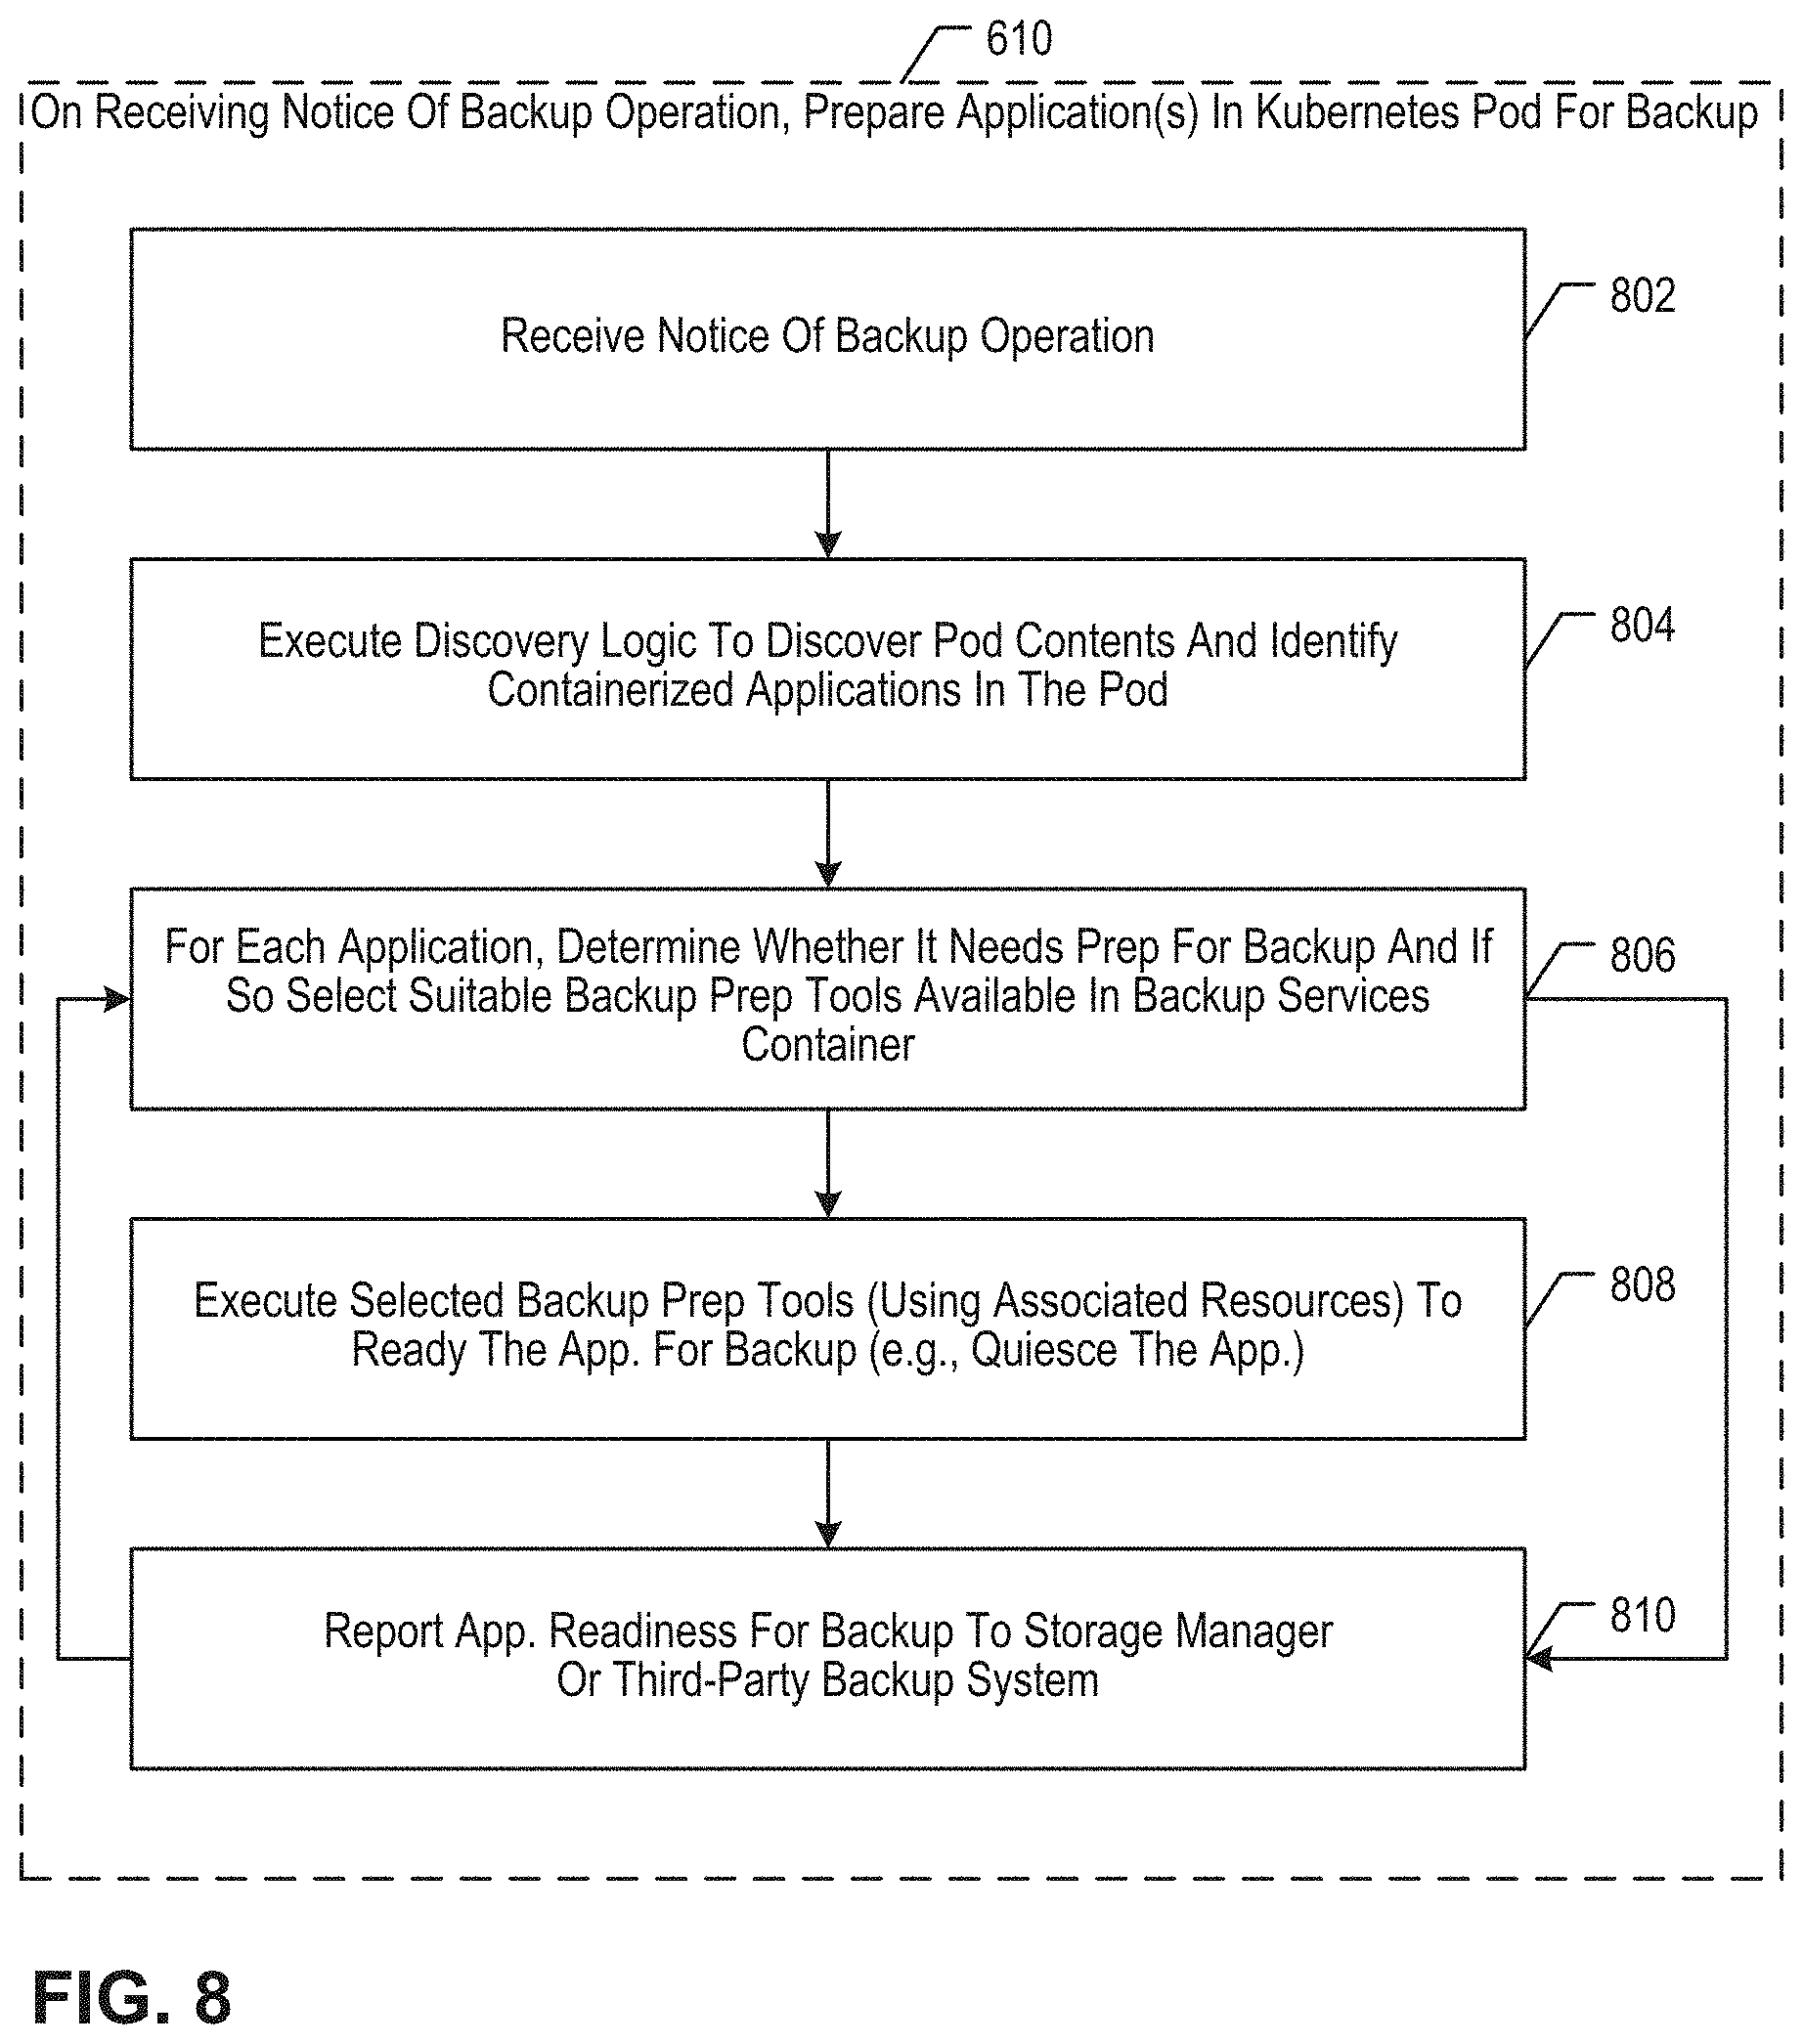 610
On Receiving Notice Of Backup Operation, Prepare Application(s) In Kubernetes Pod For Backup
Receive Notice Of Backup Operation
802
Execute Discovery Logic To Discover Pod Contents And Identify
Containerized Applications In The Pod
804
For Each Application, Determine Whether It Needs Prep For Backup And If
So Select Suitable Backup Prep Tools Available In Backup Services
Container
806
Execute Selected Backup Prep Tools (Using Associated Resources) To
Ready The App. For Backup (e.g., Quiesce The App.)
808
Report App. Readiness For Backup To Storage Manager
Or Third-Party Backup System
810
FIG. 8